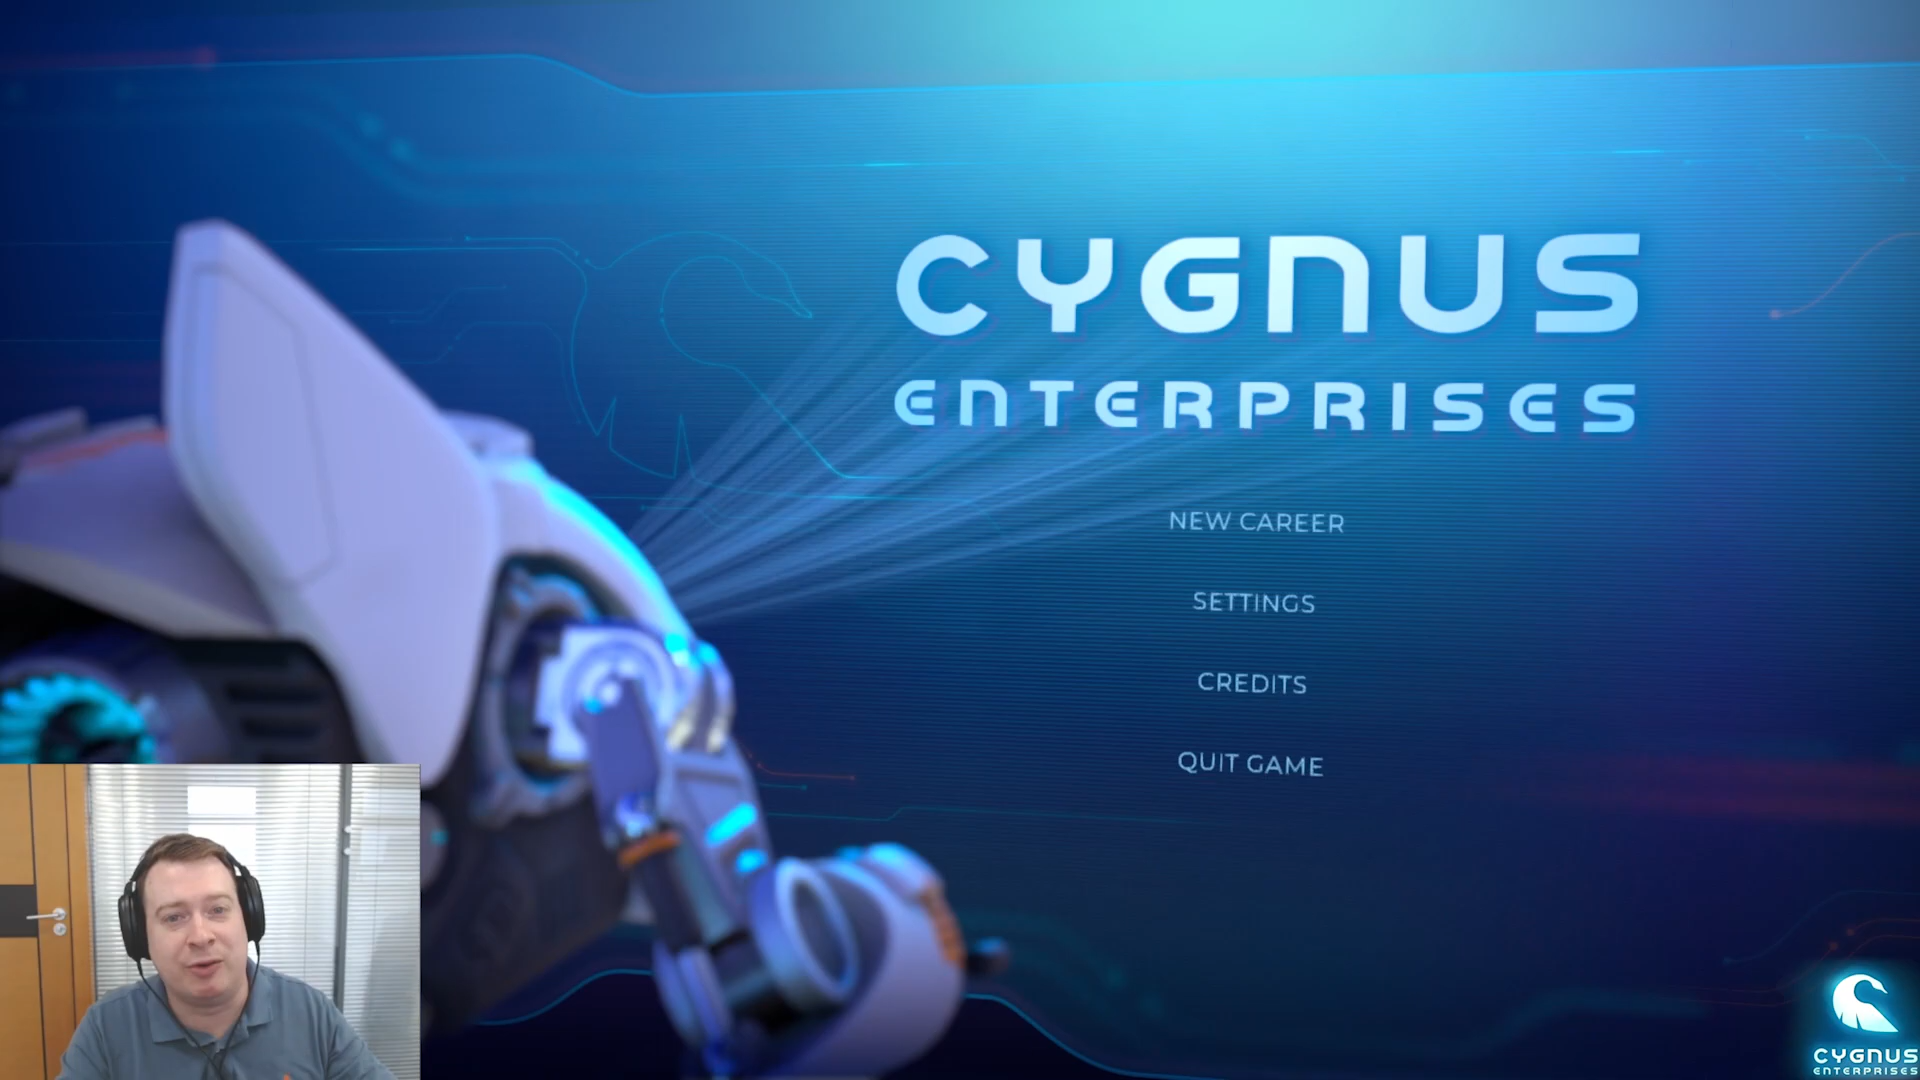 CYGNUS
ENTERPRISES
NEW CAREER
SETTINGS
CREDITS
QUIT GAME
CYGNUS
ENTERPRISES